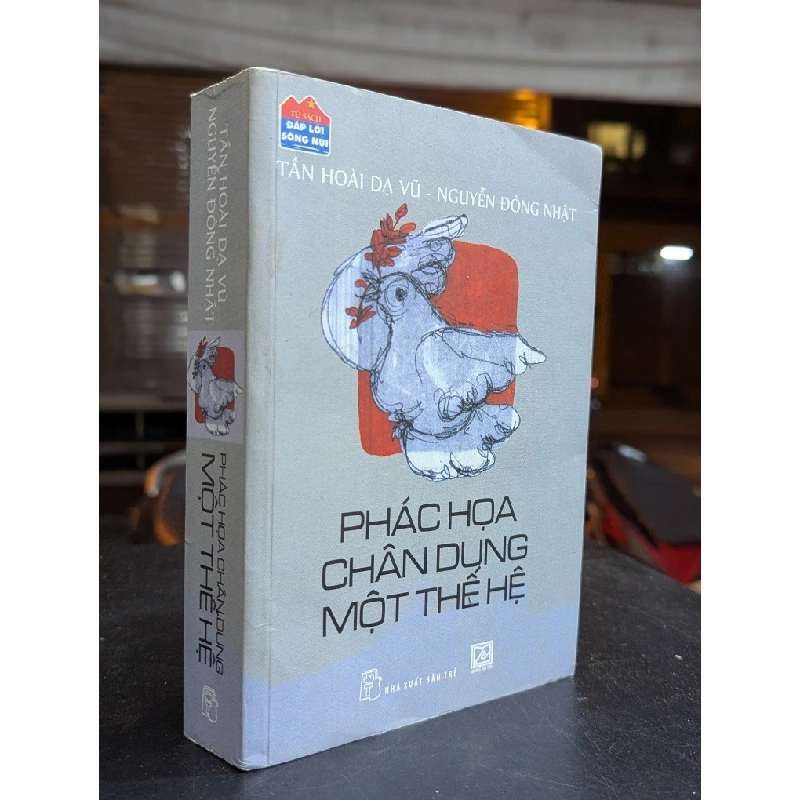 TỦ SÁCH
ĐÁP LỜI
SÔNG NÚI
TẦN HOÀI DẠ VŨ - NGUYỄN ĐÔNG NHẬT
PHÁC HỌA
CHÂN DUNG
MỘT THẾ HỆ
NHÀ XUẤT BẢN TRẺ
TẦN HOÀI DẠ VŨ
NGUYỄN ĐÔNG NHẬT
PHÁC HỌA CHÂN DUNG
MỘT THẾ HỆ